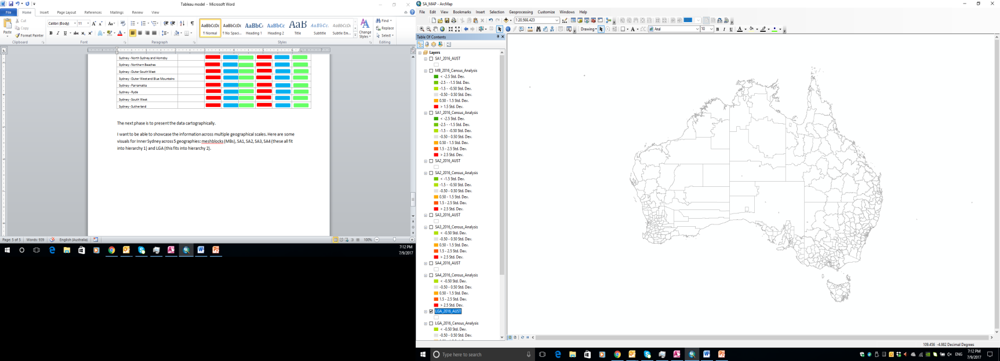 Tableau model - Microsoft Word
File Home Insert Page Layout References Mailings Review View
Paste
Cut
Copy
Format Painter
Clipboard
Calibri (Body) 11
Font
Paragraph
AaBbCcDc AaBbCcDc AaBbC AaBbCc AaB AaBbCc. AaBbCcDc
¶ Normal ¶ No Spaci... Heading 1 Heading 2 Title Subtitle Subtle Em...
Styles
Change
Styles
Find
Replace
Select
Editing
Sydney - North Sydney and Hornsby
Sydney - Northern Beaches
Sydney - Outer South West
Sydney - Outer West and Blue Mountains
Sydney - Parramatta
Sydney - Ryde
Sydney - South West
Sydney - Sutherland
The next phase is to present the data cartographically.
I want to be able to showcase the information across multiple geographical scales. Here are some
visuals for Inner Sydney across 5 geographies: meshblocks (MBs), SA1, SA2, SA3, SA4 (these all fit
into hierarchy 1) and LGA (this fits into hierarchy 2).
Page: 5 of 5 Words: 939 English (Australia) 100%
7:12 PM
7/9/2017
SA_MAP - ArcMap
File Edit View Bookmarks Insert Selection Geoprocessing Customize Windows Help
1:20,566,423
Drawing Arial 10 B I U A
Table Of Contents
Layers
SA1_2016_AUST
MB_2016_Census_Analysis
< -2.5 Std. Dev.
-2.5 - -1.5 Std. Dev.
-1.5 - -0.50 Std. Dev.
-0.50 - 0.50 Std. Dev.
0.50 - 1.5 Std. Dev.
> 1.5 Std. Dev.
SA1_2016_Census_Analysis
< -2.5 Std. Dev.
-2.5 - -1.5 Std. Dev.
-1.5 - -0.50 Std. Dev.
-0.50 - 0.50 Std. Dev.
0.50 - 1.5 Std. Dev.
1.5 - 2.5 Std. Dev.
> 2.5 Std. Dev.
SA2_2016_AUST
SA2_2016_Census_Analysis
< -1.5 Std. Dev.
-1.5 - -0.50 Std. Dev.
-0.50 - 0.50 Std. Dev.
0.50 - 1.5 Std. Dev.
1.5 - 2.5 Std. Dev.
> 2.5 Std. Dev.
SA3_2016_AUST
SA3_2016_Census_Analysis
< -0.50 Std. Dev.
-0.50 - 0.50 Std. Dev.
0.50 - 1.5 Std. Dev.
1.5 - 2.5 Std. Dev.
> 2.5 Std. Dev.
SA4_2016_AUST
SA4_2016_Census_Analysis
< -0.50 Std. Dev.
-0.50 - 0.50 Std. Dev.
0.50 - 1.5 Std. Dev.
1.5 - 2.5 Std. Dev.
> 2.5 Std. Dev.
LGA_2016_AUST
LGA_2016_Census_Analysis
< -0.50 Std. Dev.
-0.50 - 0.50 Std. Dev.
109.456 -4.982 Decimal Degrees
Type here to search
ENG
7:12 PM
7/9/2017